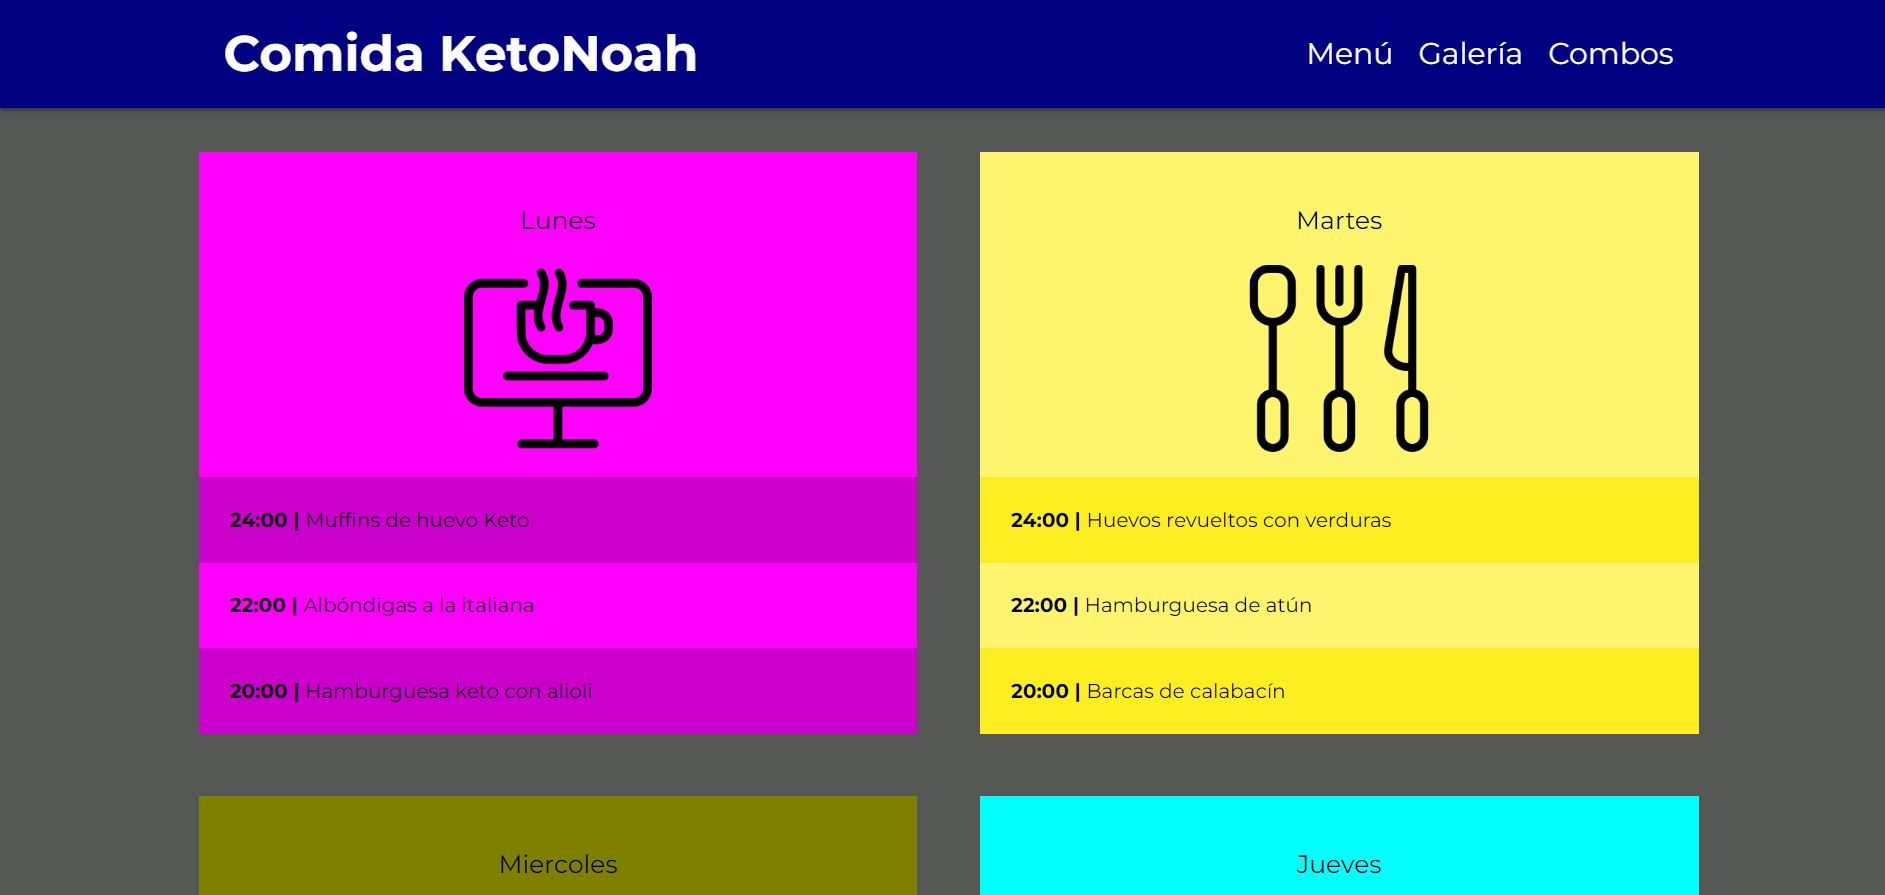 Comida KetoNoah
Menú Galería Combos
Lunes
24:00 | Muffins de huevo Keto
22:00 | Albóndigas a la italiana
20:00 | Hamburguesa keto con alioli
Martes
24:00 | Huevos revueltos con verduras
22:00 | Hamburguesa de atún
20:00 | Barcas de calabacín
Miercoles
Jueves